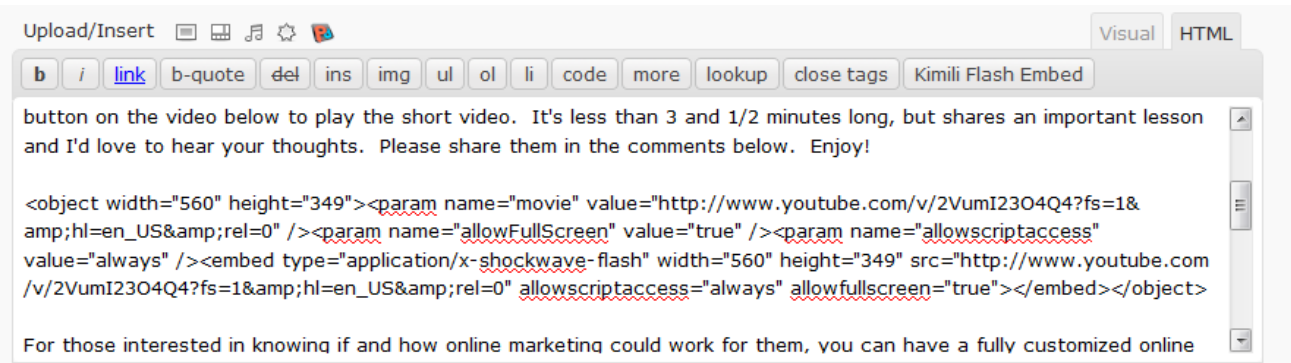 Upload/Insert Visual HTML
b i link b-quote del ins img ul ol li code more lookup close tags Kimili Flash Embed
button on the video below to play the short video.  It's less than 3 and 1/2 minutes long, but shares an important lesson
and I'd love to hear your thoughts.  Please share them in the comments below.  Enjoy!
<object width="560" height="349"><param name="movie" value="http://www.youtube.com/v/2VumI23O4Q4?fs=1&
amp;hl=en_US&amp;rel=0" /><param name="allowFullScreen" value="true" /><param name="allowscriptaccess"
value="always" /><embed type="application/x-shockwave-flash" width="560" height="349" src="http://www.youtube.com
/v/2VumI23O4Q4?fs=1&amp;hl=en_US&amp;rel=0" allowscriptaccess="always" allowfullscreen="true"></embed></object>
For those interested in knowing if and how online marketing could work for them, you can have a fully customized online